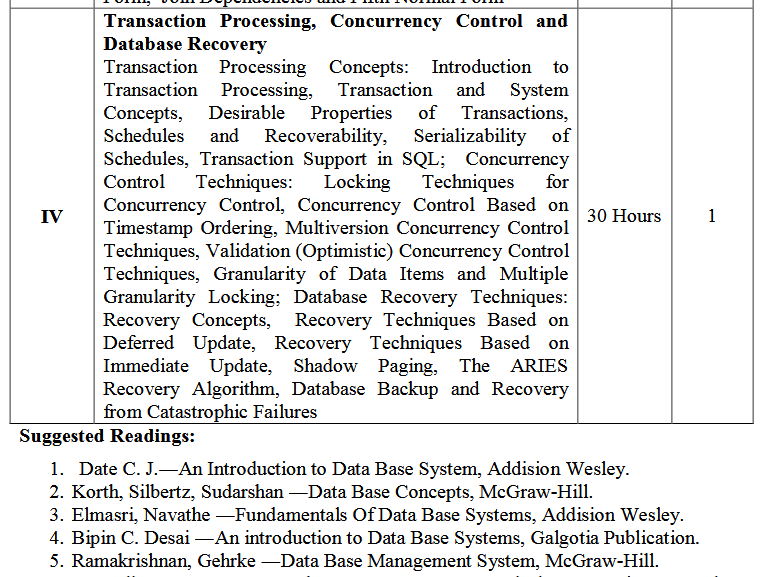 Form, Join Dependencies and Fifth Normal Form
Transaction Processing, Concurrency Control and
Database Recovery
Transaction Processing Concepts: Introduction to
Transaction Processing, Transaction and System
Concepts, Desirable Properties of Transactions,
Schedules and Recoverability, Serializability of
Schedules, Transaction Support in SQL; Concurrency
Control Techniques: Locking Techniques for
Concurrency Control, Concurrency Control Based on
Timestamp Ordering, Multiversion Concurrency Control
Techniques, Validation (Optimistic) Concurrency Control
Techniques, Granularity of Data Items and Multiple
Granularity Locking; Database Recovery Techniques:
Recovery Concepts, Recovery Techniques Based on
Deferred Update, Recovery Techniques Based on
Immediate Update, Shadow Paging, The ARIES
Recovery Algorithm, Database Backup and Recovery
from Catastrophic Failures
IV
30 Hours
1
Suggested Readings:
1. Date C. J.—An Introduction to Data Base System, Addision Wesley.
2. Korth, Silbertz, Sudarshan —Data Base Concepts, McGraw-Hill.
3. Elmasri, Navathe —Fundamentals Of Data Base Systems, Addision Wesley.
4. Bipin C. Desai —An introduction to Data Base Systems, Galgotia Publication.
5. Ramakrishnan, Gehrke —Data Base Management System, McGraw-Hill.